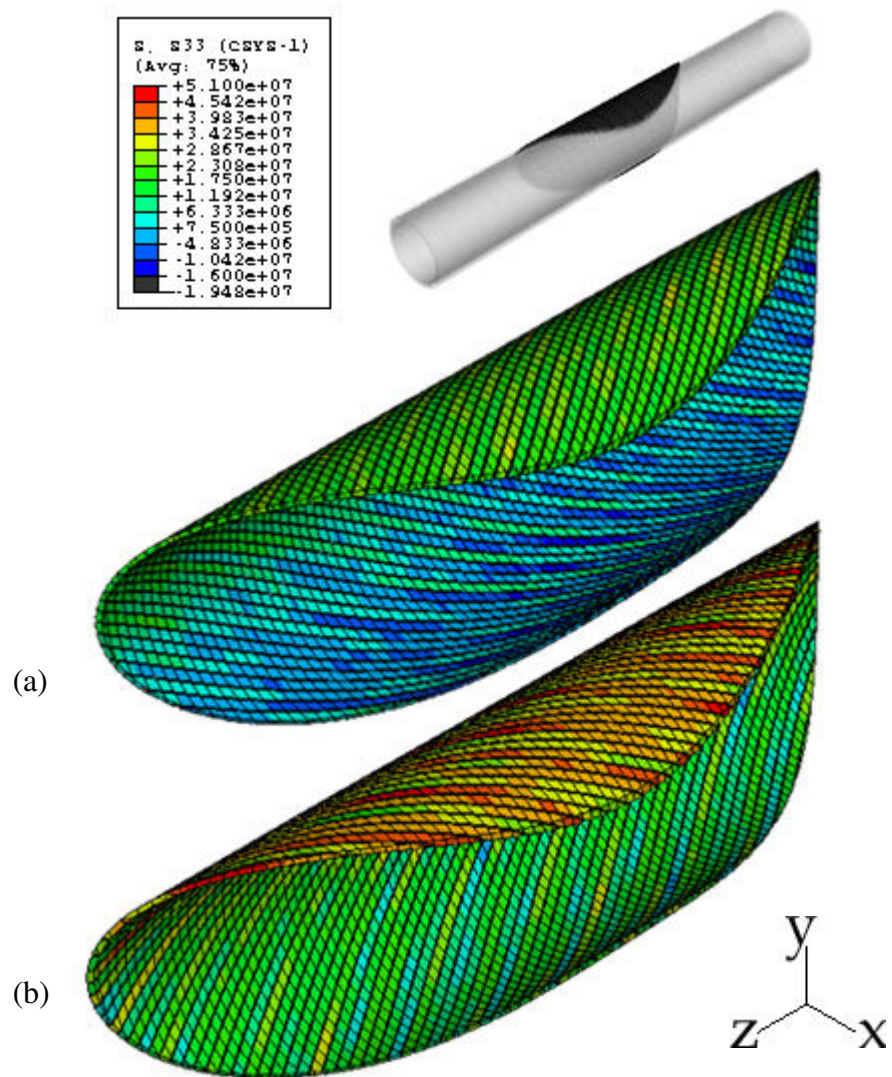 s, s33 (CSYS-1)
(Avg: 75%)
+5.100e+07
+4.542e+07
+3.983e+07
+3.425e+07
+2.867e+07
+2.308e+07
+1.750e+07
+1.192e+07
+6.333e+06
+7.500e+05
-4.833e+06
-1.042e+07
-1.600e+07
-1.948e+07
(a)
(b)
y
z
x